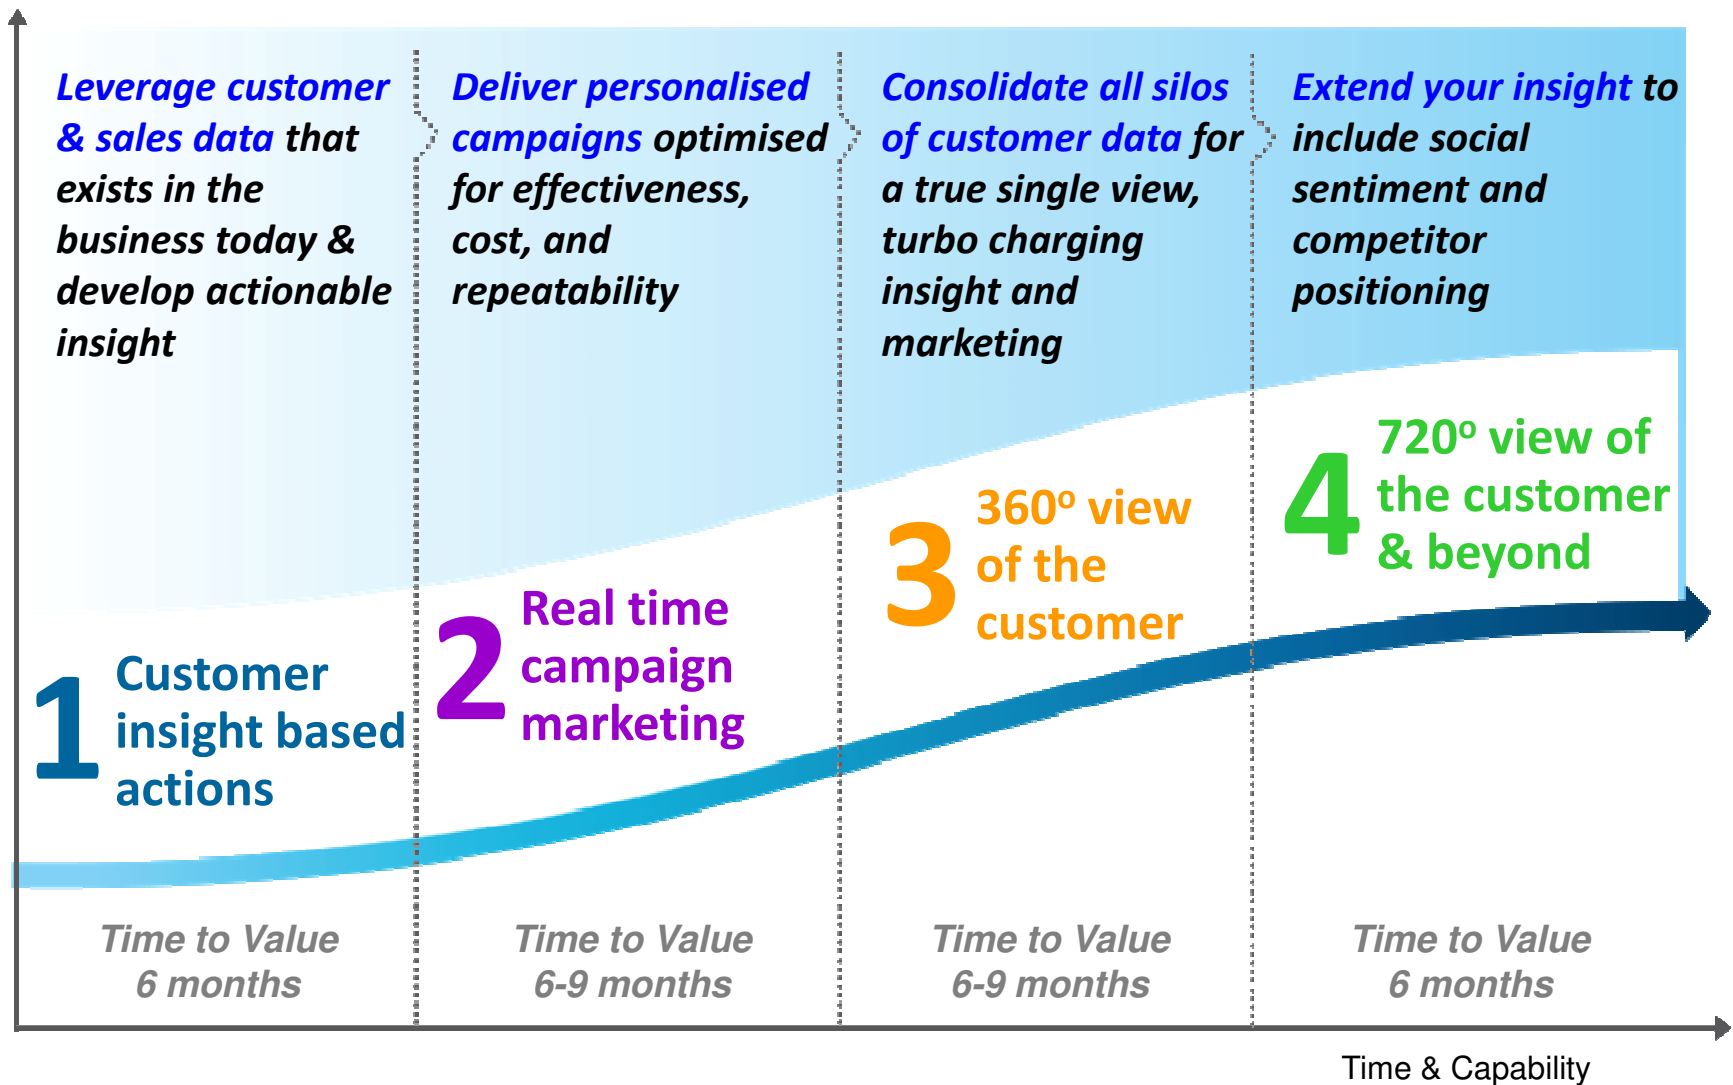 Leverage customer
& sales data that
exists in the
business today &
develop actionable
insight
Deliver personalised
campaigns optimised
for effectiveness,
cost, and
repeatability
Consolidate all silos
of customer data for
a true single view,
turbo charging
insight and
marketing
Extend your insight to
include social
sentiment and
competitor
positioning
1
Customer
insight based
actions
2
Real time
campaign
marketing
3
360º view
of the
customer
4
720º view of
the customer
& beyond
Time to Value
6 months
Time to Value
6-9 months
Time to Value
6-9 months
Time to Value
6 months
Time & Capability